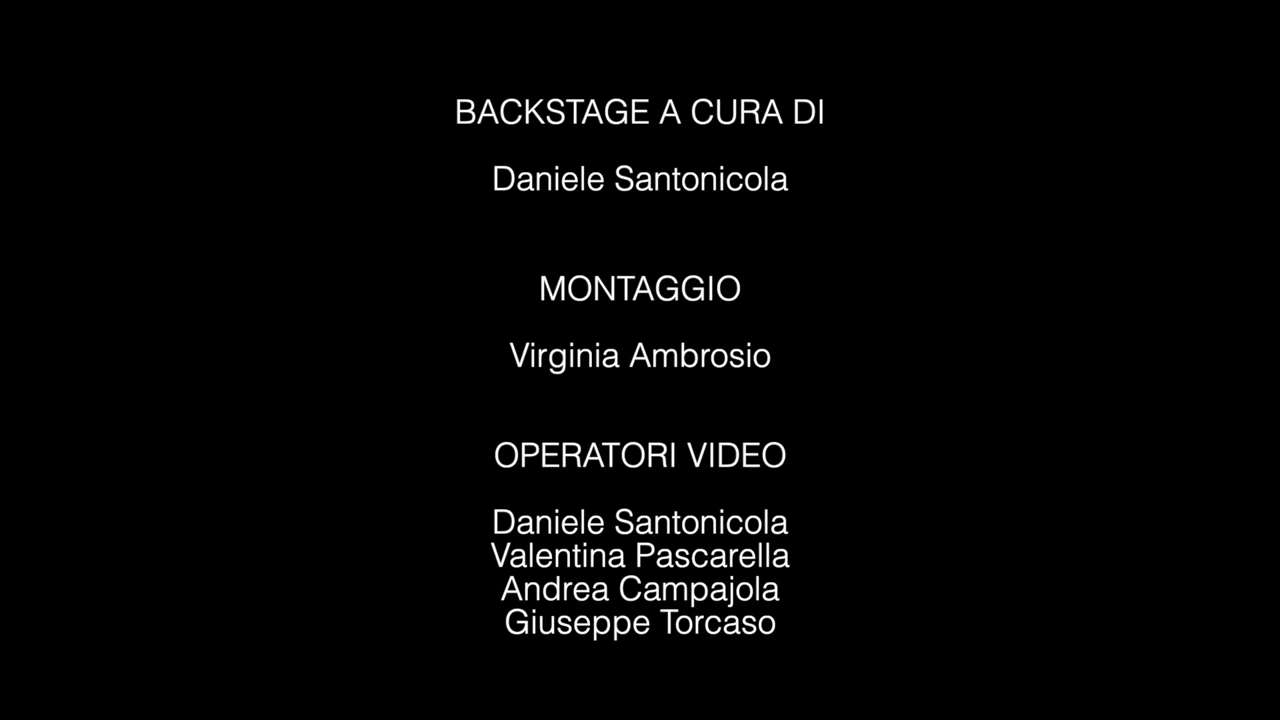 BACKSTAGE A CURA DI
Daniele Santonicola
MONTAGGIO
Virginia Ambrosio
OPERATORI VIDEO
Daniele Santonicola
Valentina Pascarella
Andrea Campajola
Giuseppe Torcaso